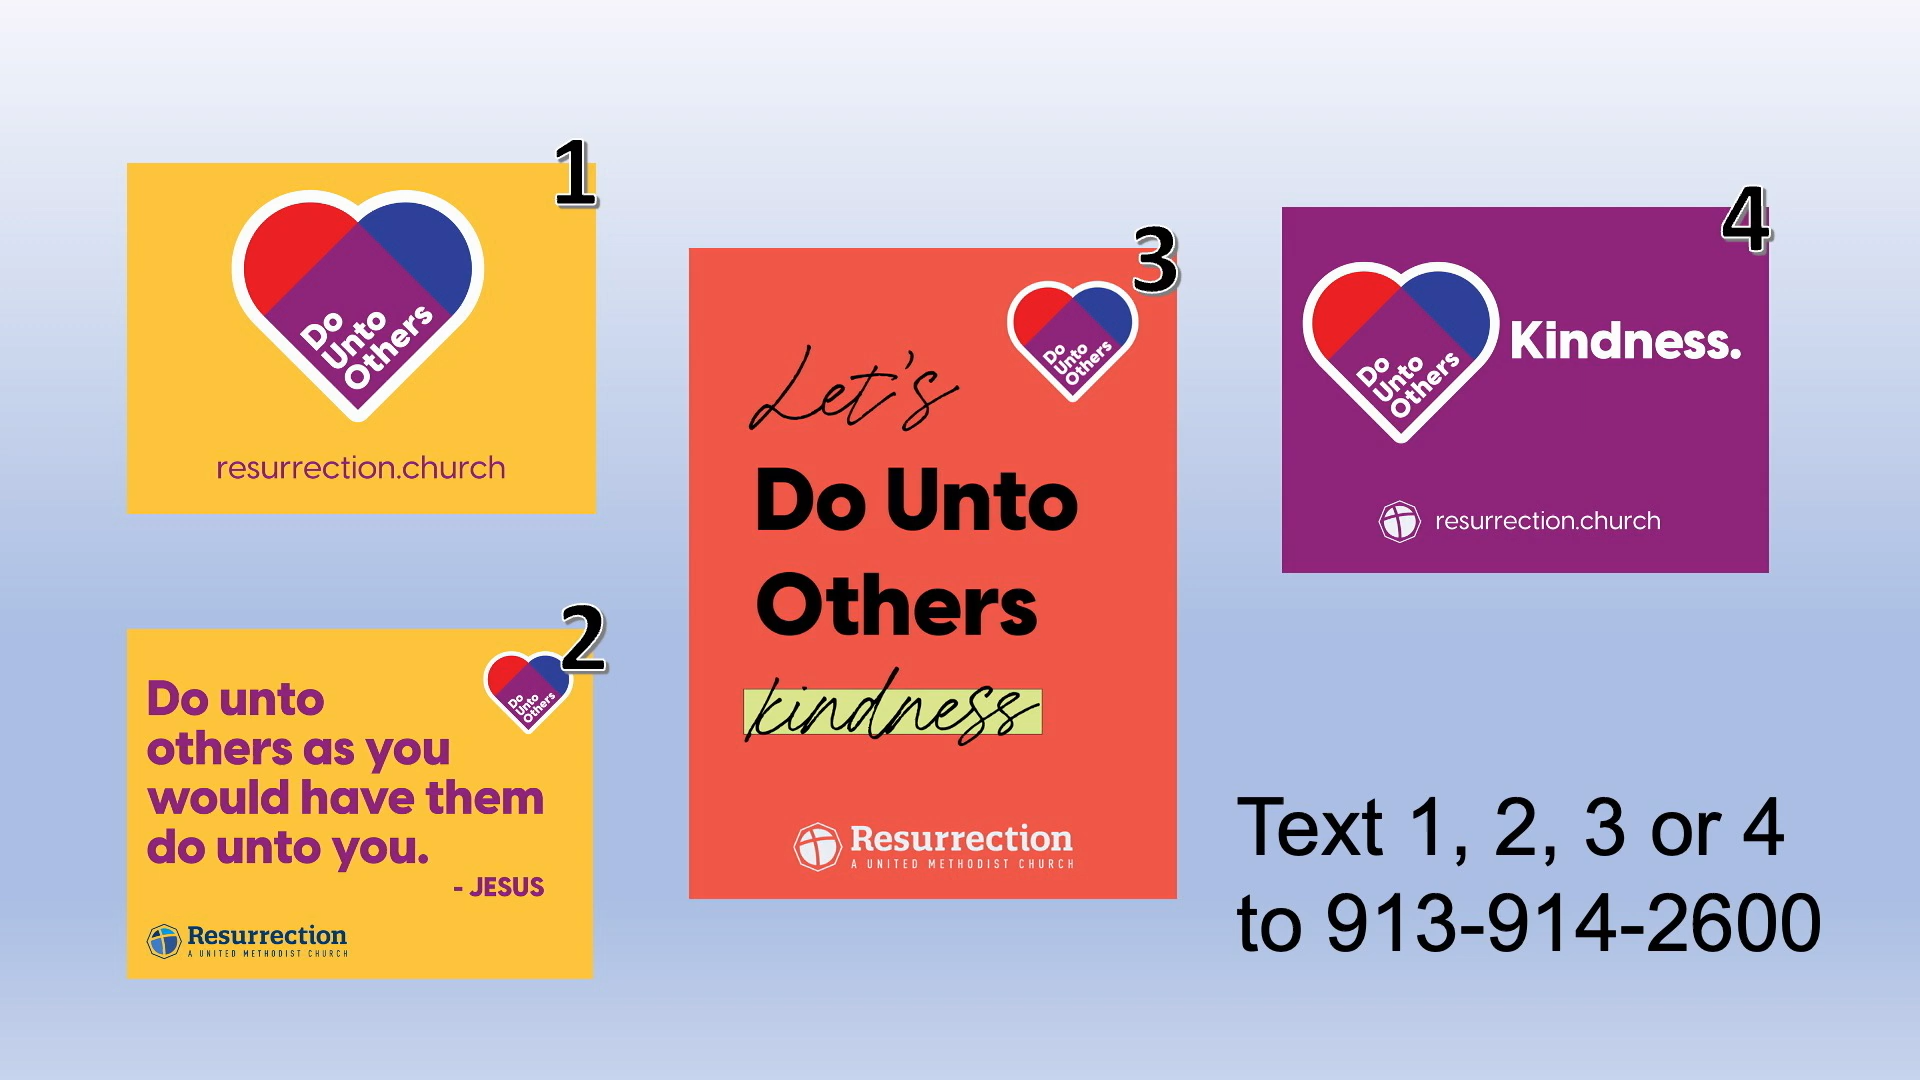 1
Do
Unto
Others
resurrection.church
2
Do unto
others as you
would have them
do unto you.
- JESUS
Do
Unto
Others
Resurrection
A UNITED METHODIST CHURCH
3
Do
Unto
Others
Let's
Do Unto
Others
kindness
Resurrection
A UNITED METHODIST CHURCH
4
Do
Unto
Others
Kindness.
resurrection.church
Text 1, 2, 3 or 4
to 913-914-2600